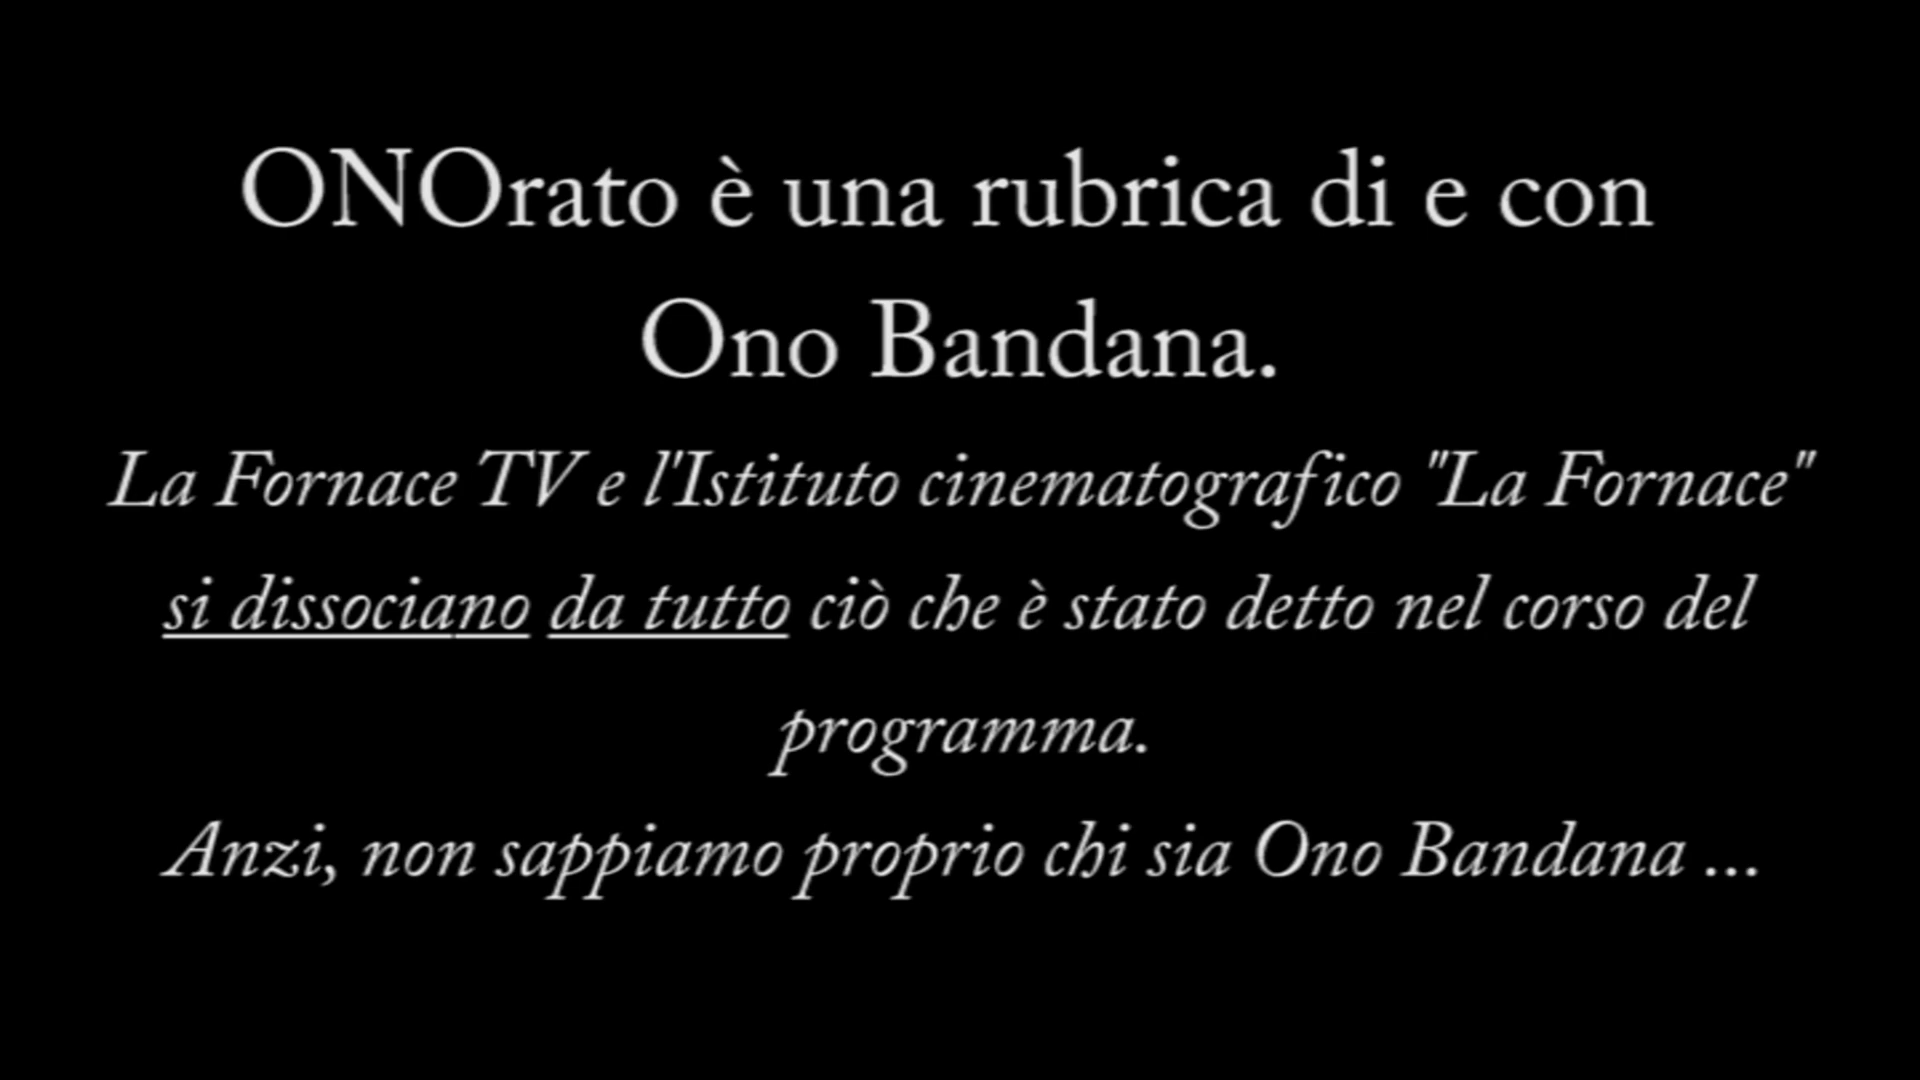 ONOrato è una rubrica di e con
Ono Bandana.
La Fornace TV e l'Istituto cinematografico "La Fornace"
si dissociano da tutto ciò che è stato detto nel corso del
programma.
Anzi, non sappiamo proprio chi sia Ono Bandana ...